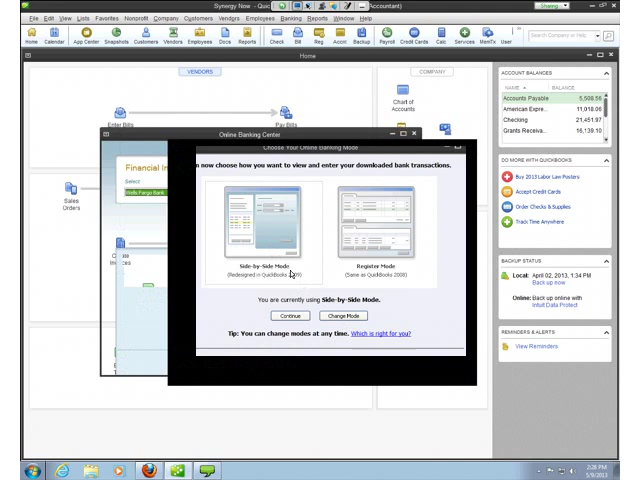 Synergy Now - Quic
Accountant)
Sharing
File Edit View Lists Favorites Nonprofit Company Customers Vendors Employees Banking Reports Window Help
Home Calendar App Center Snapshots Customers Vendors Employees Docs Reports Check Bill Reg Accnt Backup Payroll Credit Cards Calc Services MemTx User
Search Company or Help
Home
VENDORS
COMPANY
Enter Bills
Pay Bills
Chart of
Accounts
Sales
Orders
Online Banking Center
Financial In
Select
Wells Fargo Bank
Choose Your Online Banking Mode
n now choose how you want to view and enter your downloaded bank transactions.
Side-by-Side Mode
(Redesigned in QuickBooks 2009)
Register Mode
(Same as QuickBooks 2008)
You are currently using Side-by-Side Mode.
Continue
Change Mode
Tip: You can change modes at any time. Which is right for you?
ACCOUNT BALANCES
NAME BALANCE
Accounts Payable 5,508.56
American Expre... 11,018.06
Checking 21,451.97
Grants Receiva... 16,139.10
DO MORE WITH QUICKBOOKS
Buy 2013 Labor Law Posters
Accept Credit Cards
Order Checks & Supplies
Track Time Anywhere
BACKUP STATUS
Local: April 02, 2013, 1:34 PM
Back up now
Online: Back up online with
Intuit Data Protect
REMINDERS & ALERTS
View Reminders
2:28 PM
5/9/2013